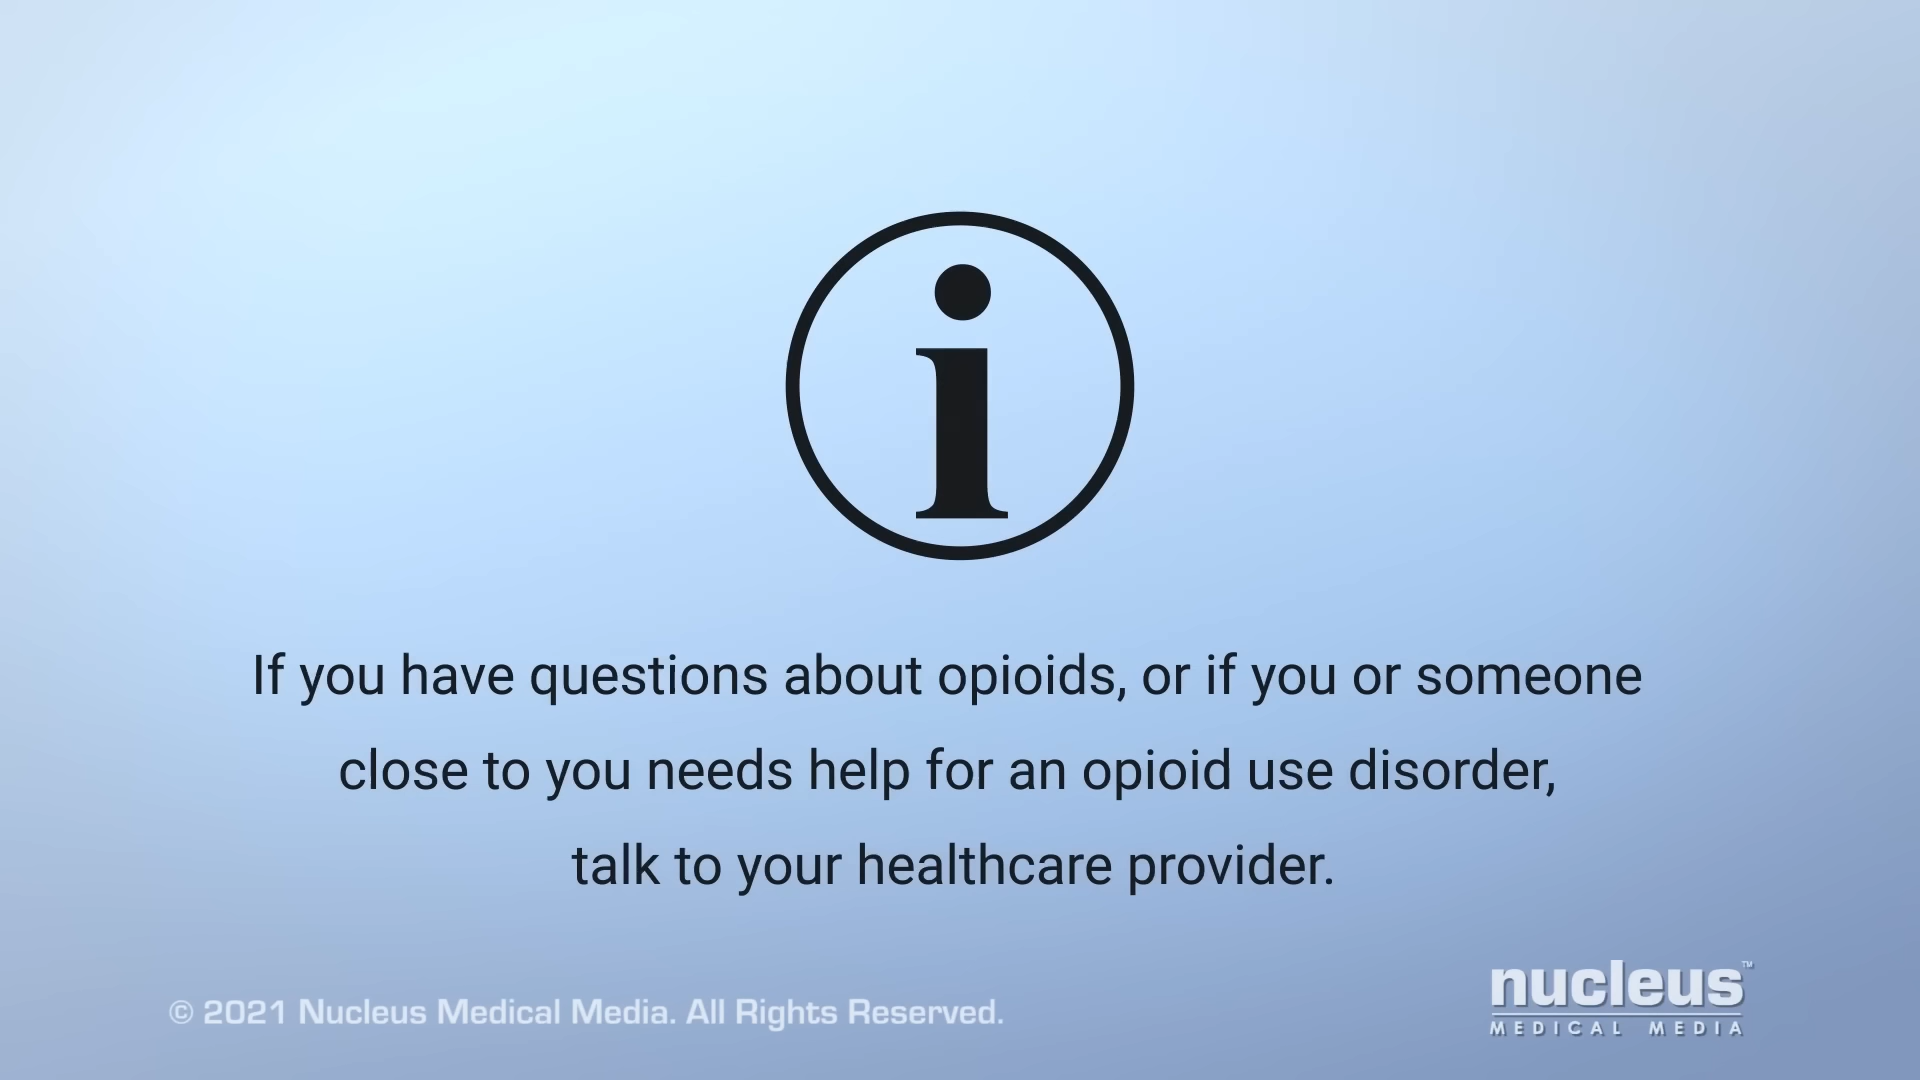 i
If you have questions about opioids, or if you or someone
close to you needs help for an opioid use disorder,
talk to your healthcare provider.
© 2021 Nucleus Medical Media. All Rights Reserved.
nucleus™
MEDICAL MEDIA